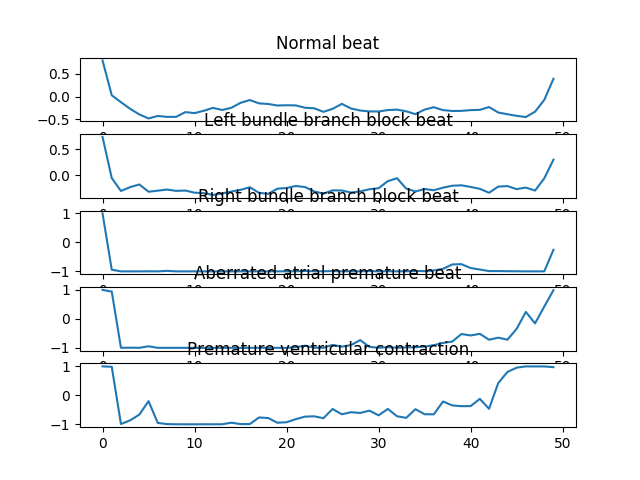 Normal beat
0.5
0.0
−0.5
Left bundle branch block beat
0.5
0.0
Right bundle branch block beat
1
0
−1
Aberrated atrial premature beat
1
0
−1
Premature ventricular contraction
1
0
−1
0 10 20 30 40 50